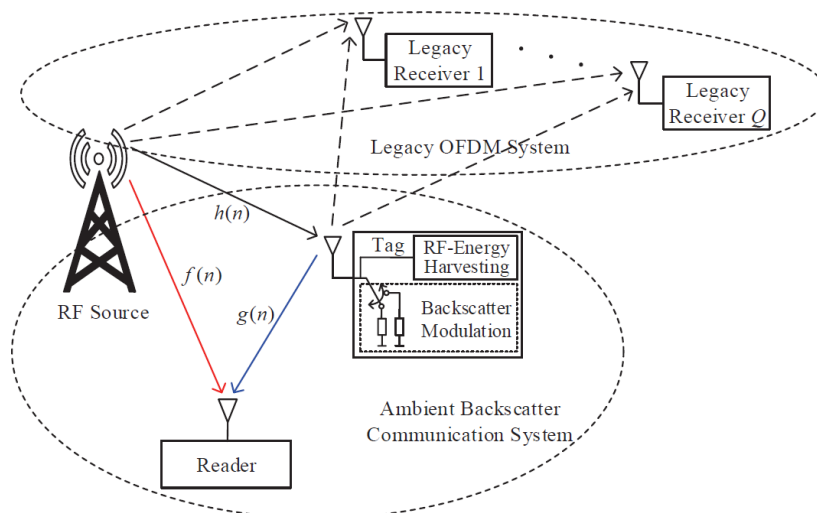 Legacy
Receiver 1
Legacy
Receiver Q
Legacy OFDM System
h(n)
Tag
RF-Energy
Harvesting
f(n)
RF Source
g(n)
Backscatter
Modulation
Ambient Backscatter
Communication System
Reader